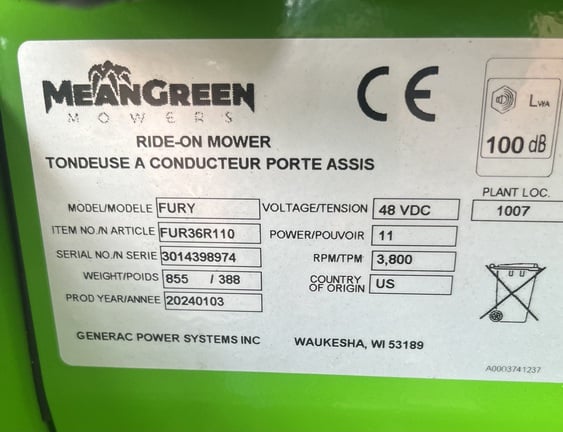 MEANGREEN
MOWERS
CE
LWA
100 dB
RIDE-ON MOWER
TONDEUSE A CONDUCTEUR PORTE ASSIS
PLANT LOC.
1007
MODEL/MODELE FURY VOLTAGE/TENSION 48 VDC
ITEM NO./N ARTICLE FUR36R110 POWER/POUVOIR 11
SERIAL NO./N SERIE 3014398974 RPM/TPM 3,800
WEIGHT/POIDS 855 / 388 COUNTRY OF ORIGIN US
PROD YEAR/ANNEE 20240103
GENERAC POWER SYSTEMS INC WAUKESHA, WI 53189
A0003741237